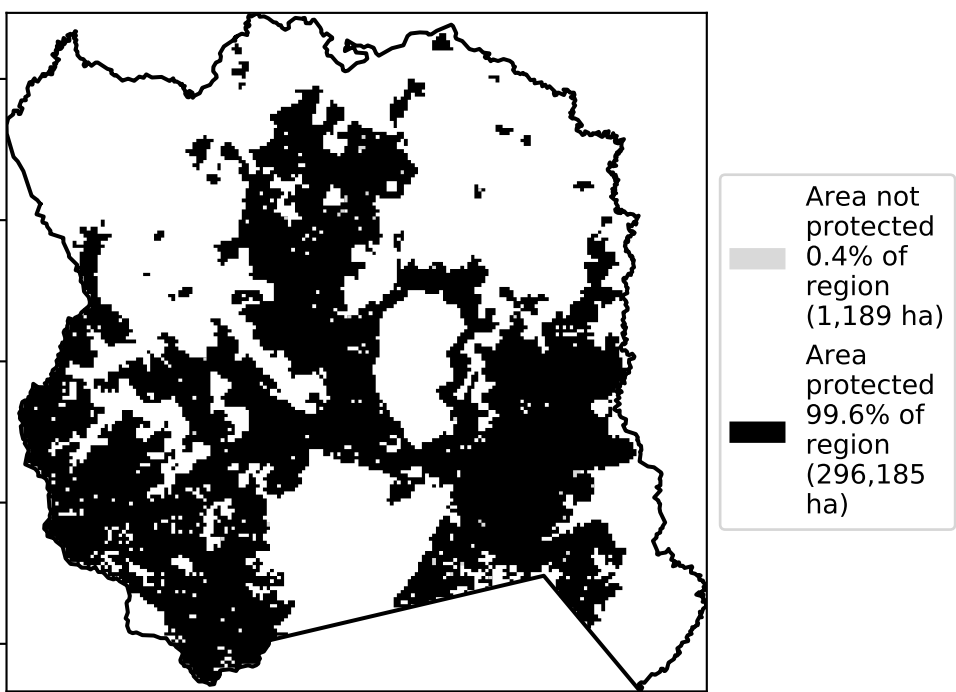 Area not
protected
0.4% of
region
(1,189 ha)
Area
protected
99.6% of
region
(296,185
ha)